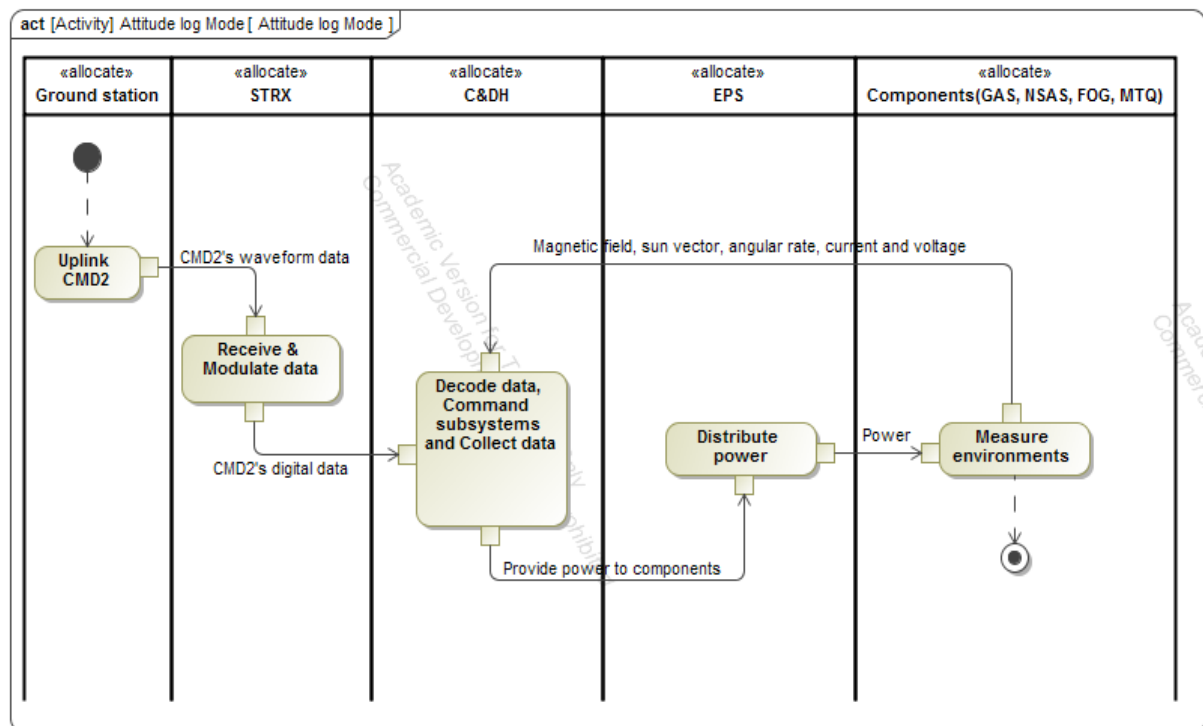 act [Activity] Attitude log Mode [ Attitude log Mode ]
«allocate»
Ground station
«allocate»
STRX
«allocate»
C&DH
«allocate»
EPS
«allocate»
Components(GAS, NSAS, FOG, MTQ)
Uplink
CMD2
CMD2's waveform data
Magnetic field, sun vector, angular rate, current and voltage
Receive &
Modulate data
Decode data,
Command
subsystems
and Collect data
Distribute
power
Power
Measure
environments
CMD2's digital data
Provide power to components
Academic Version for T
Commercial Developm